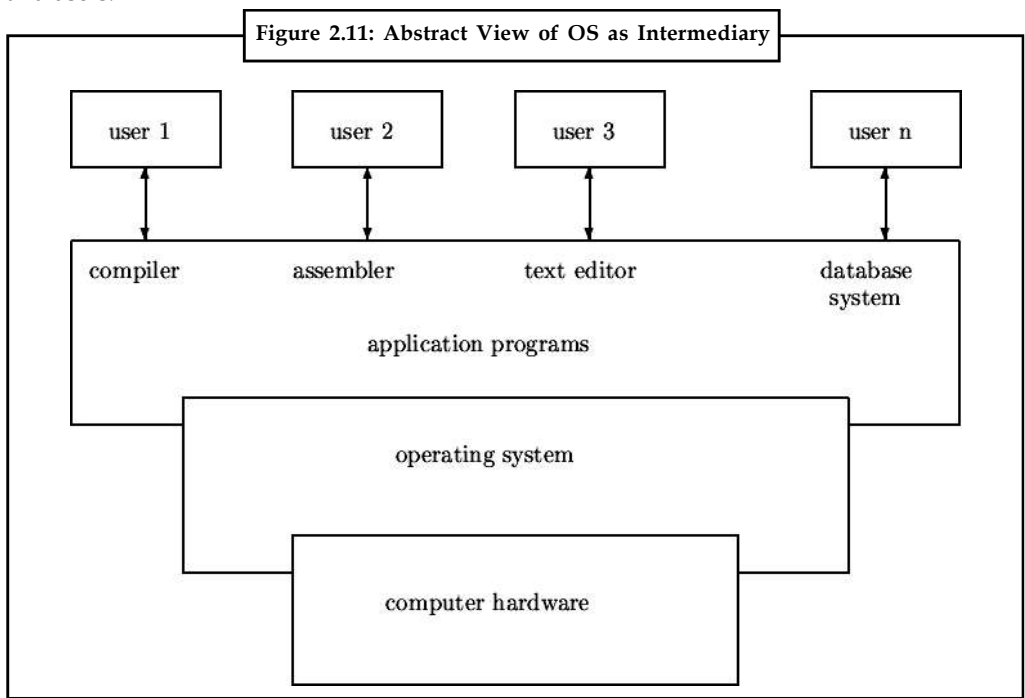 Figure 2.11: Abstract View of OS as Intermediary
user 1
user 2
user 3
user n
compiler
assembler
text editor
database
system
application programs
operating system
computer hardware